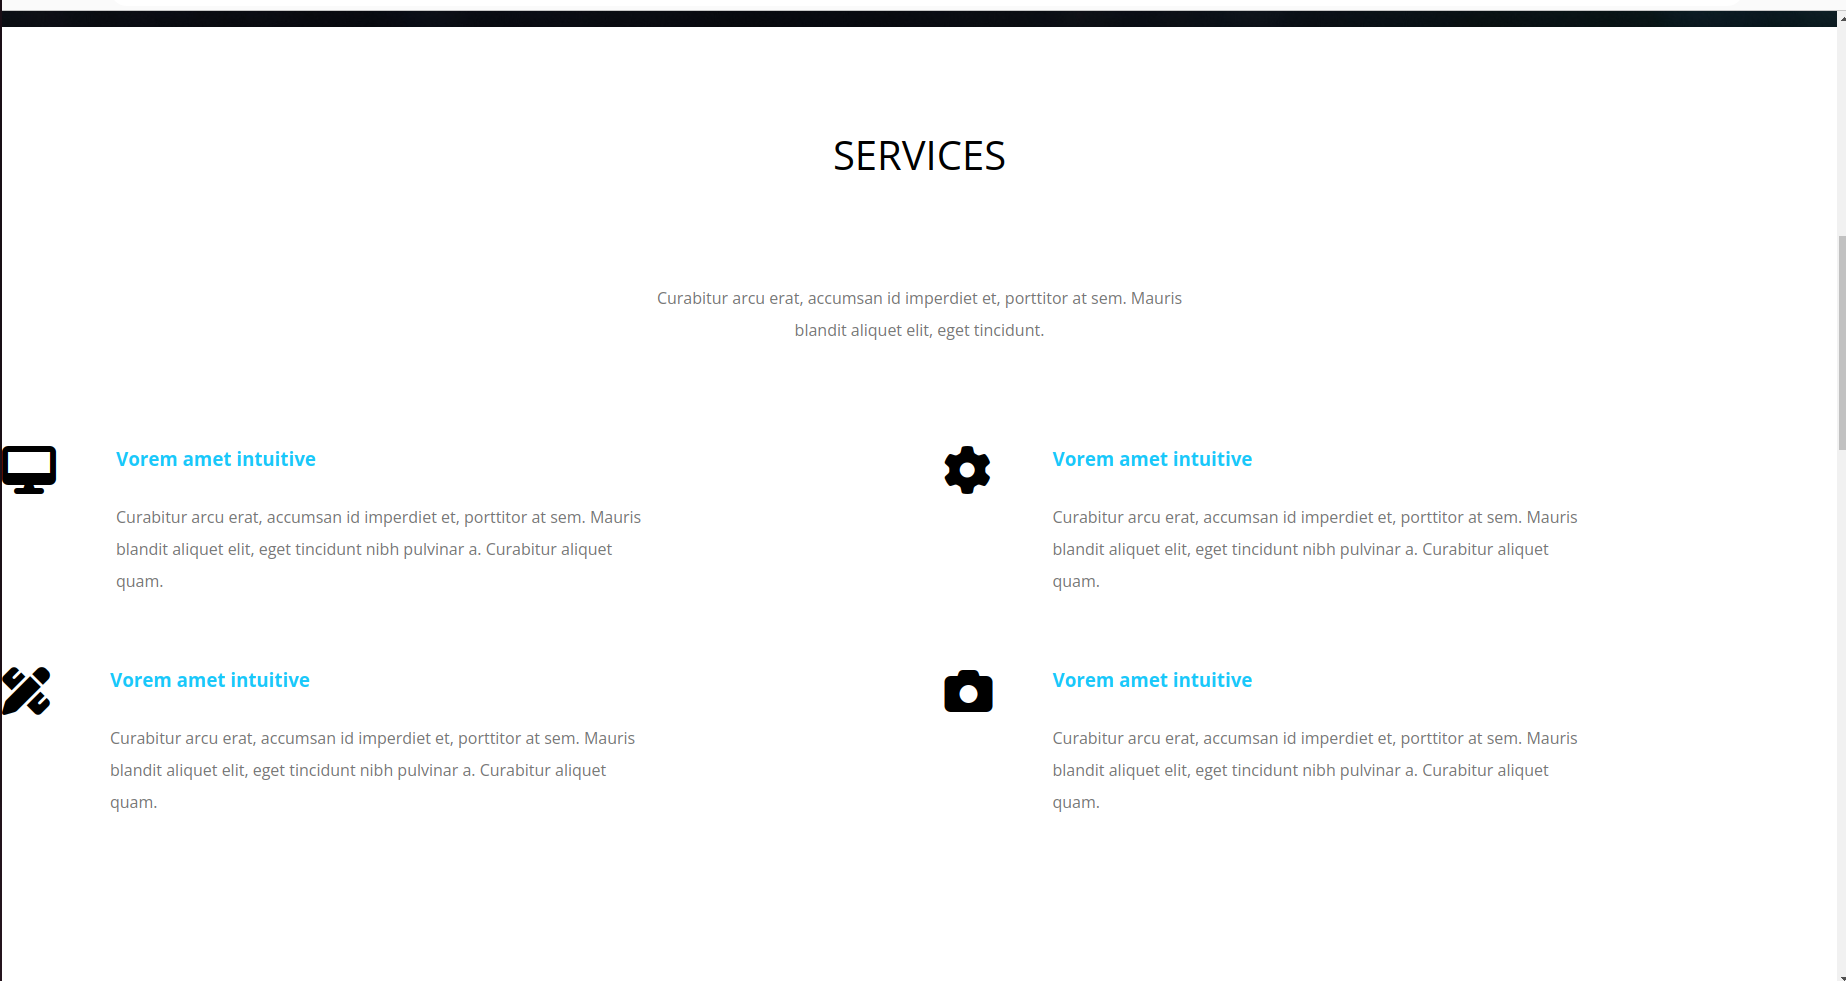 SERVICES
Curabitur arcu erat, accumsan id imperdiet et, porttitor at sem. Mauris
blandit aliquet elit, eget tincidunt.
Vorem amet intuitive
Curabitur arcu erat, accumsan id imperdiet et, porttitor at sem. Mauris
blandit aliquet elit, eget tincidunt nibh pulvinar a. Curabitur aliquet
quam.
Vorem amet intuitive
Curabitur arcu erat, accumsan id imperdiet et, porttitor at sem. Mauris
blandit aliquet elit, eget tincidunt nibh pulvinar a. Curabitur aliquet
quam.
Vorem amet intuitive
Curabitur arcu erat, accumsan id imperdiet et, porttitor at sem. Mauris
blandit aliquet elit, eget tincidunt nibh pulvinar a. Curabitur aliquet
quam.
Vorem amet intuitive
Curabitur arcu erat, accumsan id imperdiet et, porttitor at sem. Mauris
blandit aliquet elit, eget tincidunt nibh pulvinar a. Curabitur aliquet
quam.